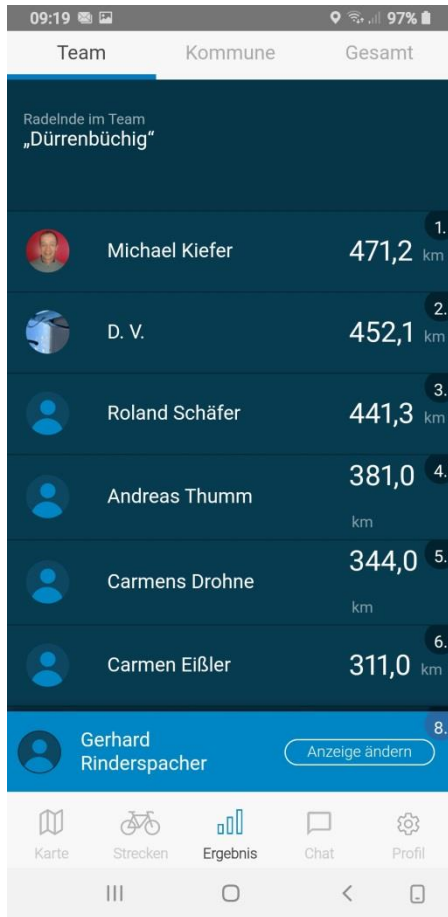 09:19 97%
Team Kommune Gesamt
Radelnde im Team
„Dürrenbüchig“
1.
Michael Kiefer 471,2 km
2.
D. V. 452,1 km
3.
Roland Schäfer 441,3 km
4.
Andreas Thumm 381,0
km
5.
Carmens Drohne 344,0
km
6.
Carmen Eißler 311,0 km
8.
Gerhard
Rinderspacher
Anzeige ändern
Karte Strecken Ergebnis Chat Profil